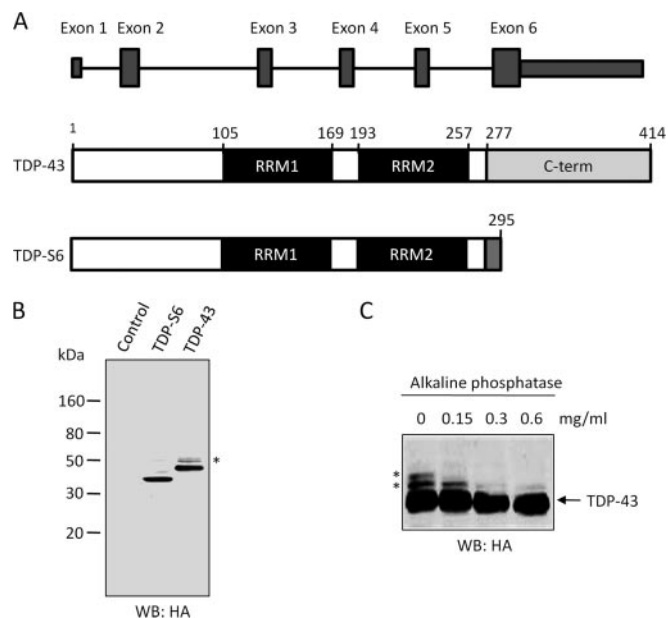 A
Exon 1 Exon 2 Exon 3 Exon 4 Exon 5 Exon 6
1 105 169 193 257 277 414
TDP-43 RRM1 RRM2 C-term
295
TDP-S6 RRM1 RRM2
B
Control TDP-S6 TDP-43
kDa
160
80
50 *
30
20
WB: HA
C
Alkaline phosphatase
0 0.15 0.3 0.6 mg/ml
*
*
TDP-43
WB: HA